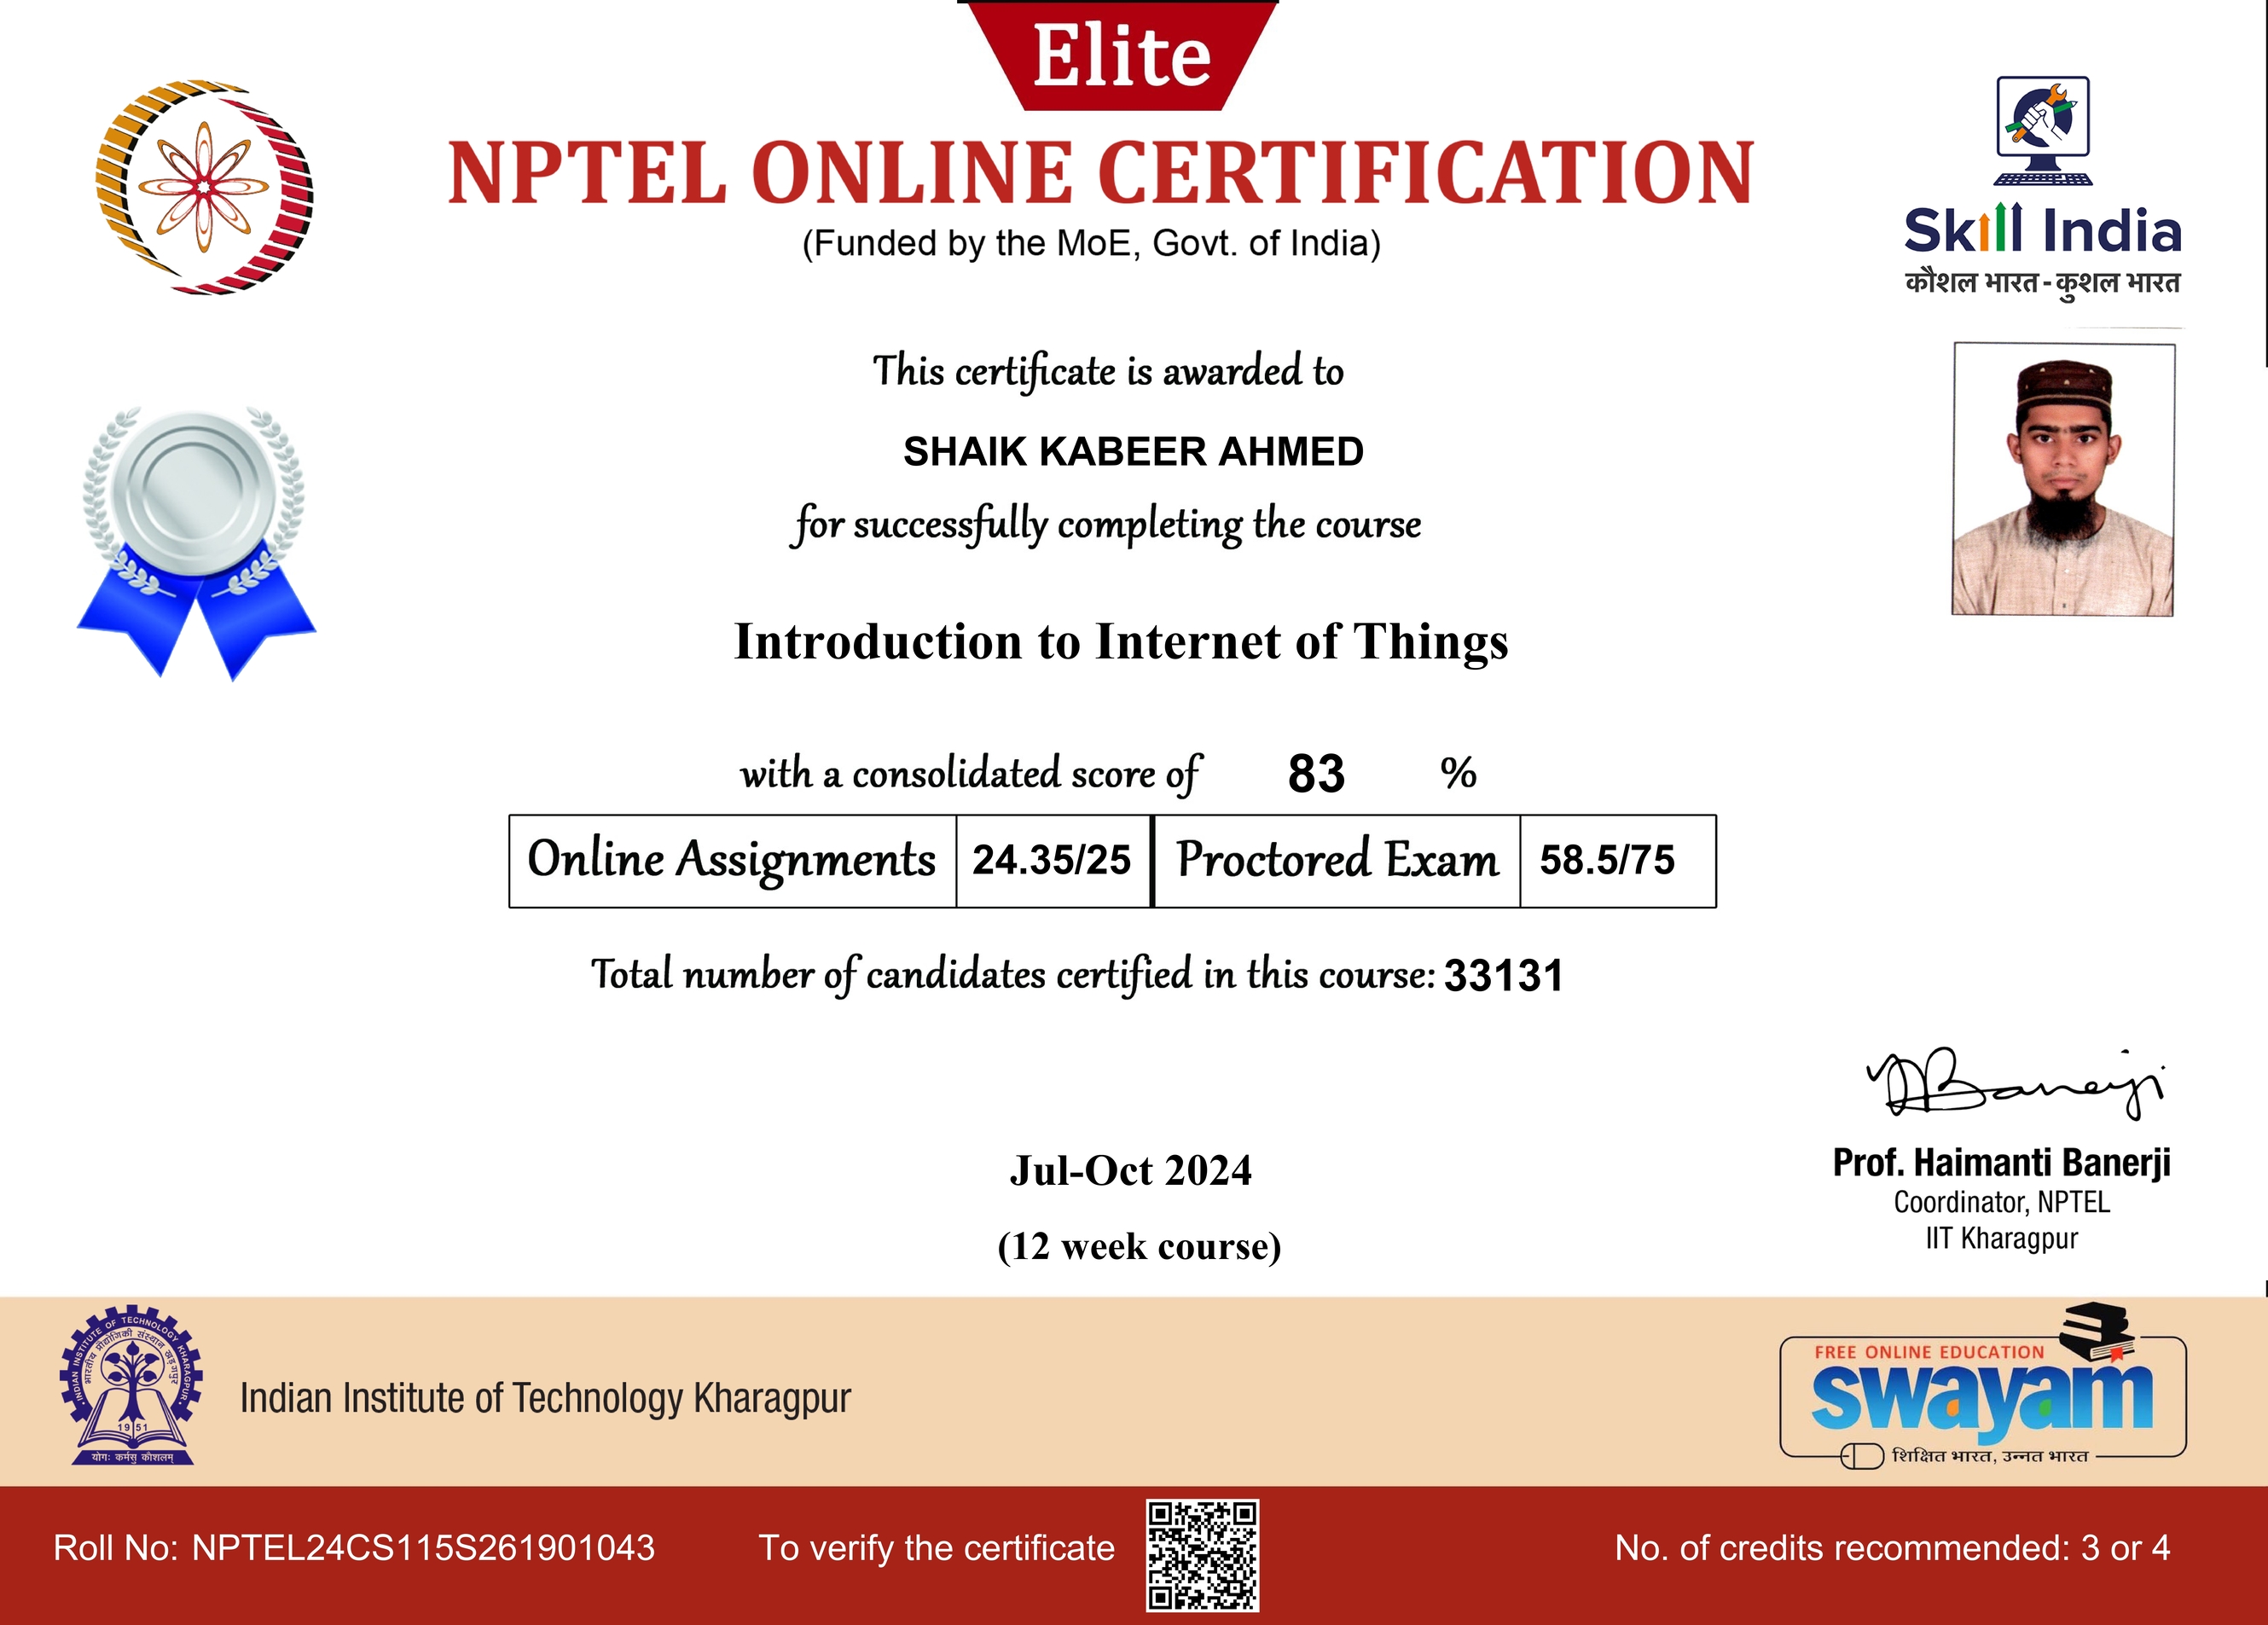 Elite
NPTEL ONLINE CERTIFICATION
(Funded by the MoE, Govt. of India)
Skill India
कौशल भारत - कुशल भारत
This certificate is awarded to
SHAIK KABEER AHMED
for successfully completing the course
Introduction to Internet of Things
with a consolidated score of 83 %
Online Assignments 24.35/25 Proctored Exam 58.5/75
Total number of candidates certified in this course: 33131
Banerji
Prof. Haimanti Banerji
Coordinator, NPTEL
IIT Kharagpur
Jul-Oct 2024
(12 week course)
INDIAN INSTITUTE OF TECHNOLOGY KHARAGPUR
भारतीय प्रौद्योगिकी संस्थान खड़गपुर
1951
योगः कर्मसु कौशलम्
Indian Institute of Technology Kharagpur
FREE ONLINE EDUCATION
swayam
शिक्षित भारत, उन्नत भारत
Roll No: NPTEL24CS115S261901043
To verify the certificate
No. of credits recommended: 3 or 4